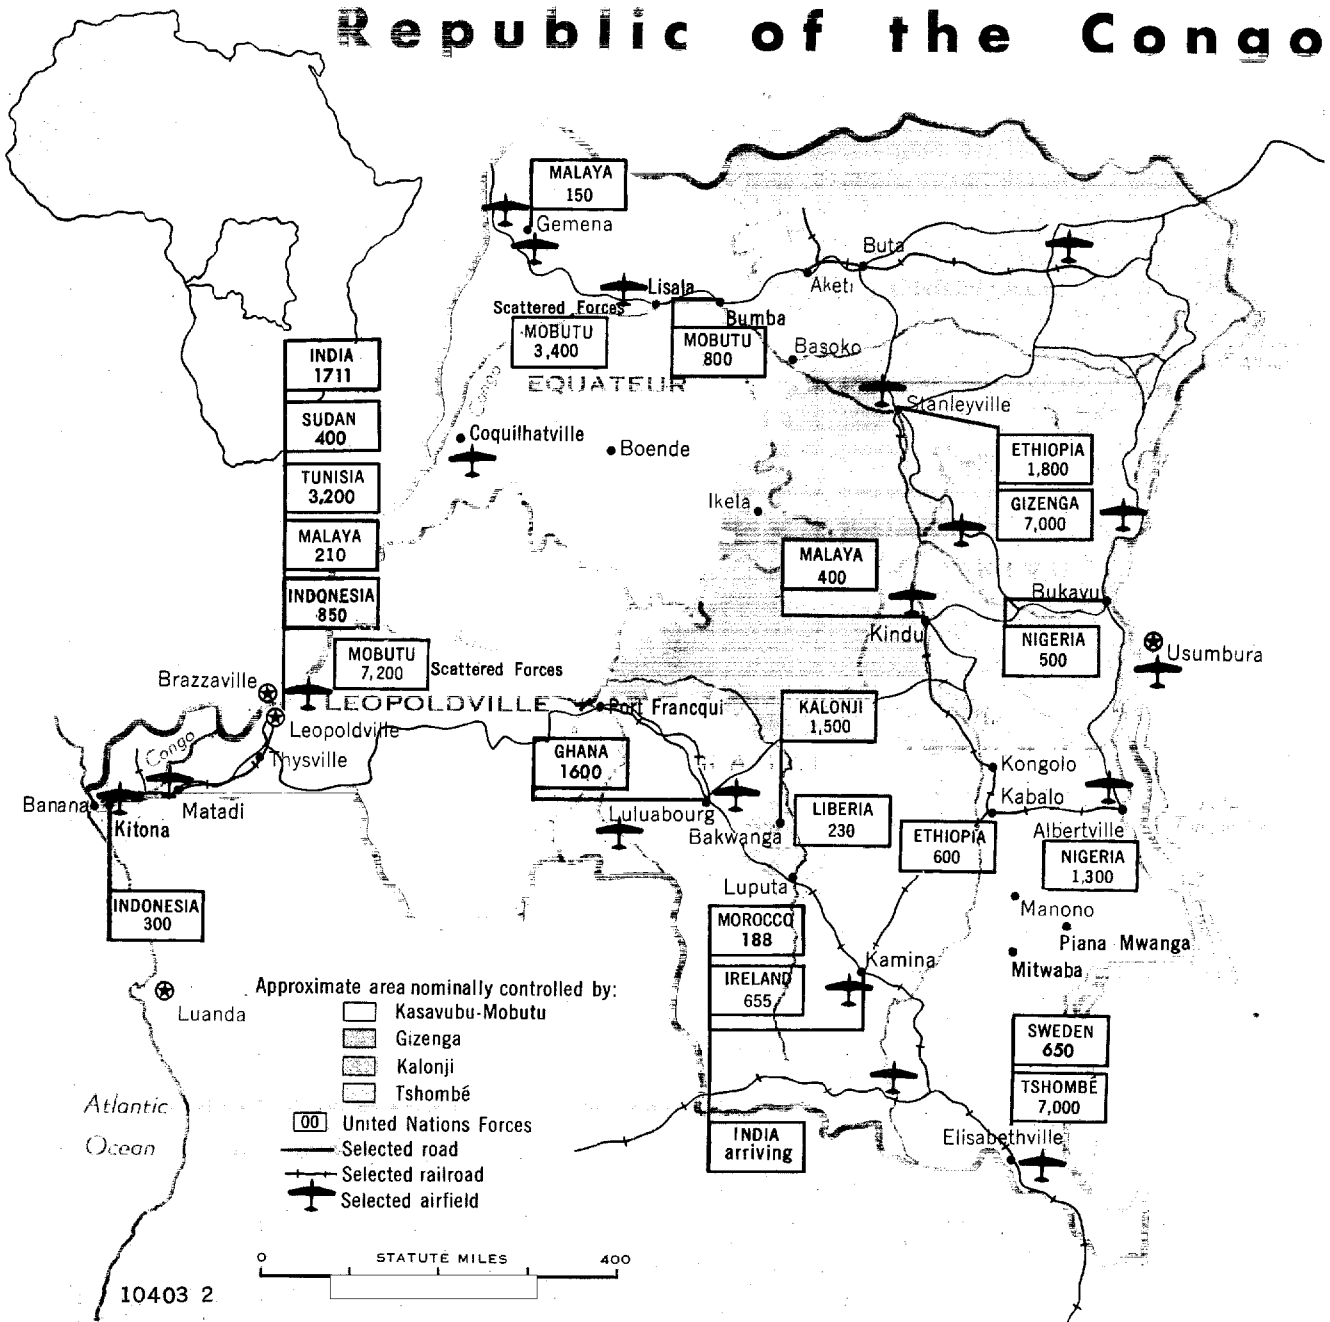 Republic of the Congo
MALAYA
150
Gemena
Buta
Aketi
Lisala
Scattered Forces
Bumba
MOBUTU
3,400
MOBUTU
800
Basoko
INDIA
1711
EQUATEUR
Congo
Stanleyville
SUDAN
400
Coquilhatville
Boende
ETHIOPIA
1,800
TUNISIA
3,200
Ikela
GIZENGA
7,000
MALAYA
210
MALAYA
400
INDONESIA
850
Bukavu
Kindu
NIGERIA
500
Usumbura
MOBUTU
7,200
Scattered Forces
Brazzaville
LEOPOLDVILLE
Port Francqui
KALONJI
1,500
Leopoldville
Congo
Thysville
GHANA
1600
Kongolo
Kabalo
Banana
Kitona
Matadi
Luluabourg
Bakwanga
LIBERIA
230
ETHIOPIA
600
Albertville
NIGERIA
1,300
Luputa
INDONESIA
300
Manono
MOROCCO
188
Piana Mwanga
Mitwaba
Kamina
IRELAND
655
Luanda
Approximate area nominally controlled by:
Kasavubu-Mobutu
Gizenga
Kalonji
Tshombé
00 United Nations Forces
Selected road
Selected railroad
Selected airfield
SWEDEN
650
TSHOMBÉ
7,000
Atlantic
Ocean
INDIA
arriving
Elisabethville
0 STATUTE MILES 400
10403 2